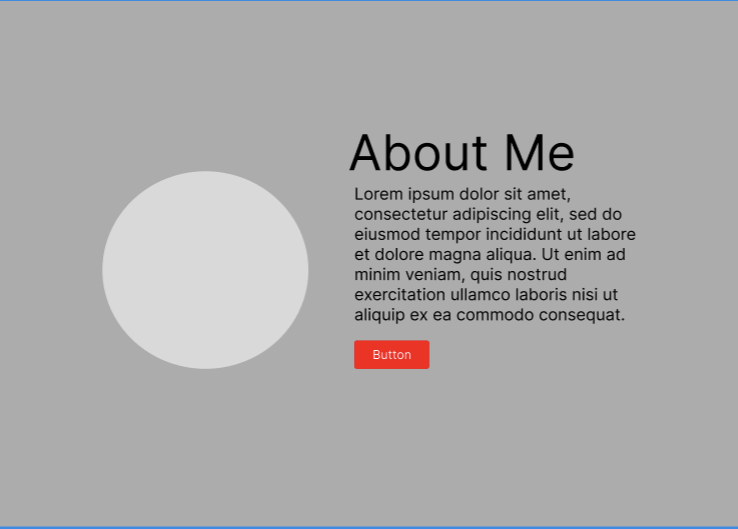 About Me
Lorem ipsum dolor sit amet,
consectetur adipiscing elit, sed do
eiusmod tempor incididunt ut labore
et dolore magna aliqua. Ut enim ad
minim veniam, quis nostrud
exercitation ullamco laboris nisi ut
aliquip ex ea commodo consequat.
Button